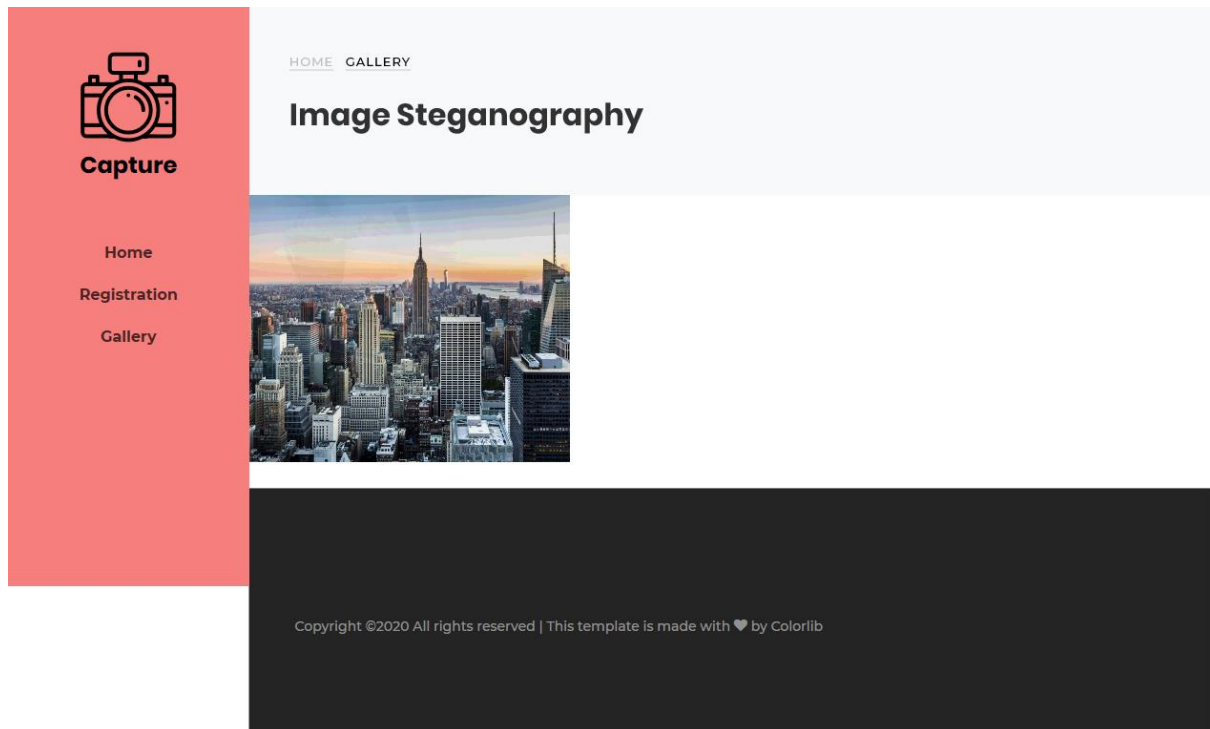 Capture
Home
Registration
Gallery
HOME GALLERY
Image Steganography
Copyright ©2020 All rights reserved | This template is made with ♥ by Colorlib